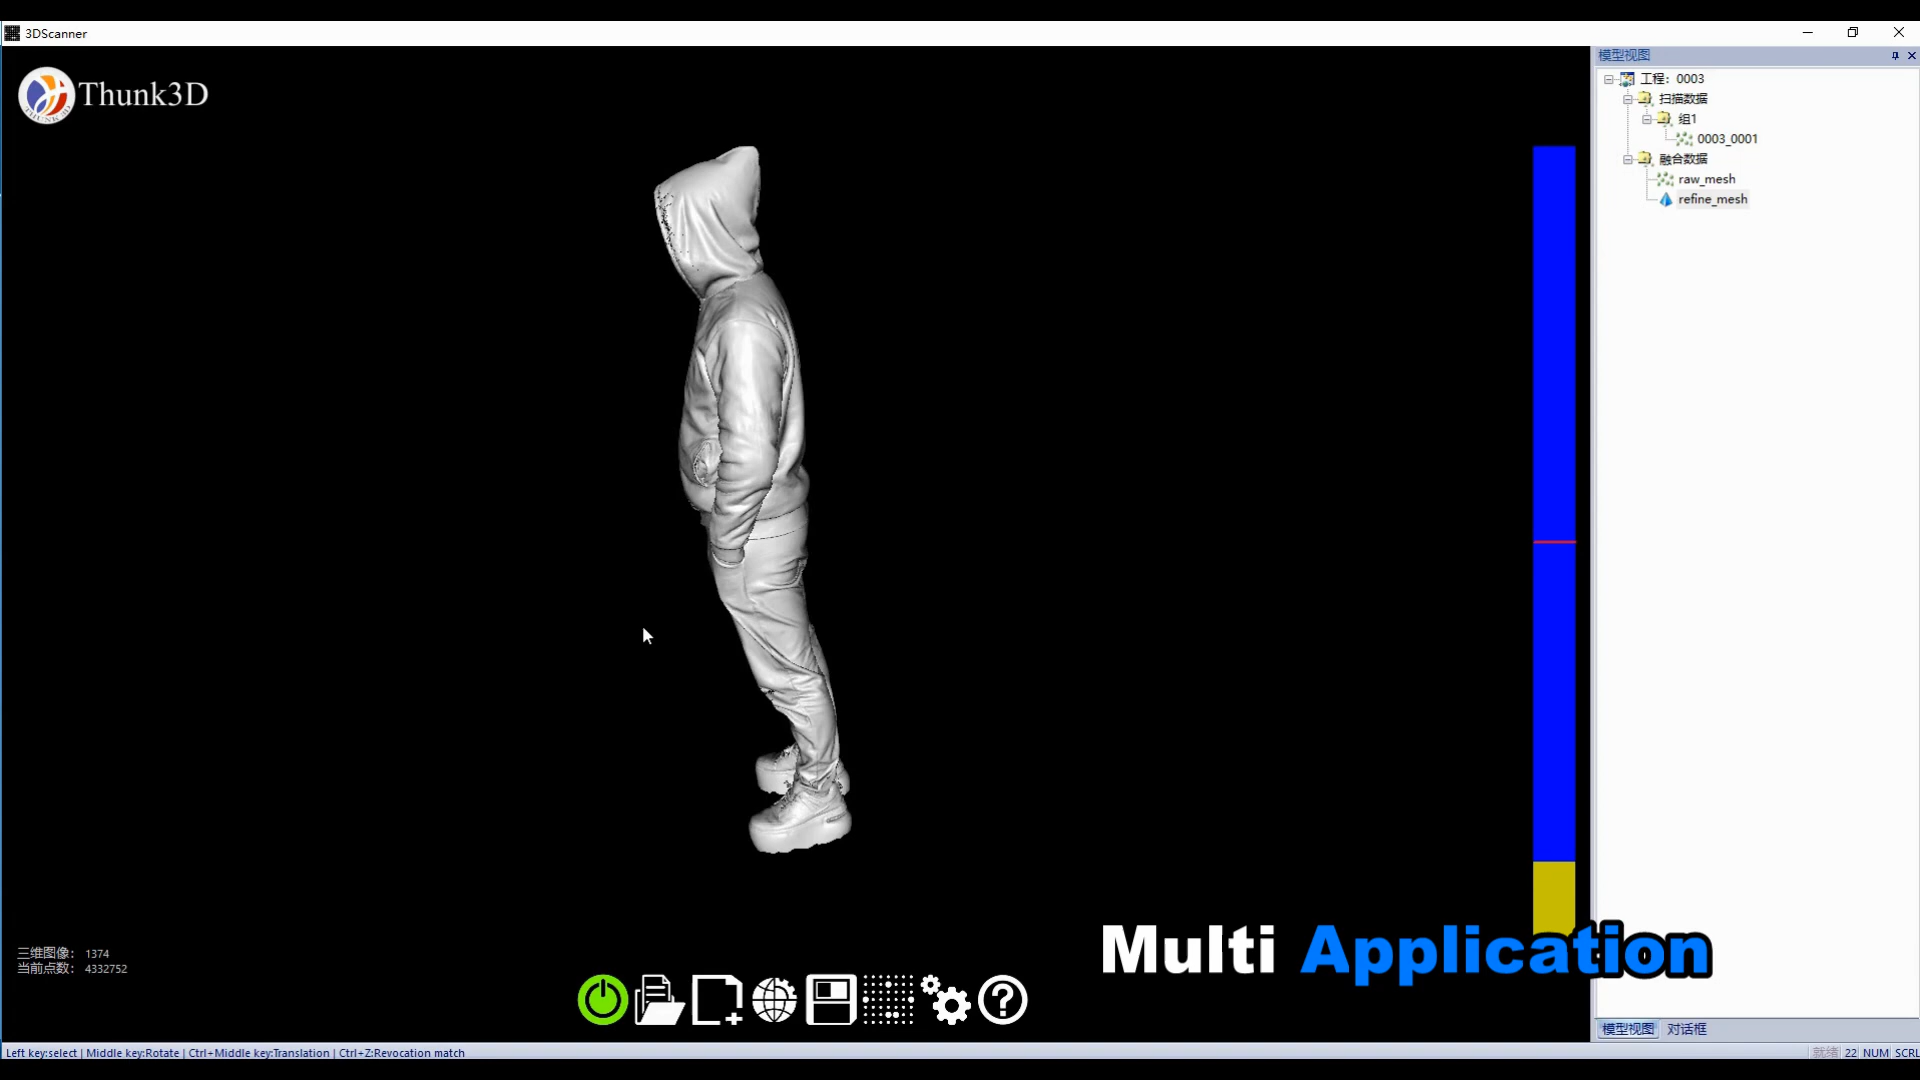 3DScanner
Thunk3D
THUNK3D
模型视图
工程：0003
扫描数据
组1
0003_0001
融合数据
raw_mesh
refine_mesh
三维图像： 1374
当前点数： 4332752
Multi Application
模型视图 对话框
Left key:select | Middle key:Rotate | Ctrl+Middle key:Translation | Ctrl+Z:Revocation match
就绪 22 NUM SCRL